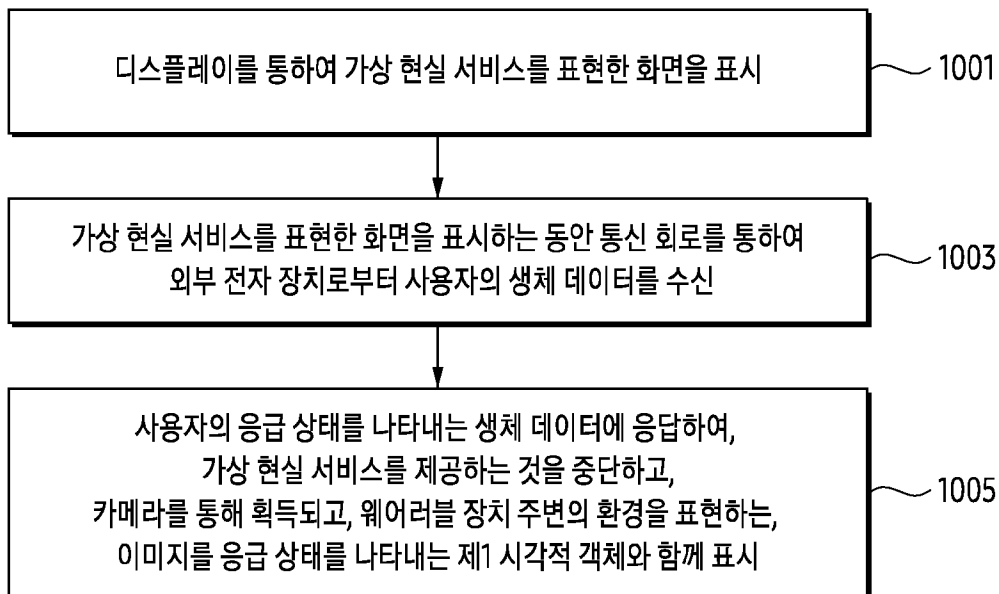 디스플레이를 통하여 가상 현실 서비스를 표현한 화면을 표시
1001
가상 현실 서비스를 표현한 화면을 표시하는 동안 통신 회로를 통하여
외부 전자 장치로부터 사용자의 생체 데이터를 수신
1003
사용자의 응급 상태를 나타내는 생체 데이터에 응답하여,
가상 현실 서비스를 제공하는 것을 중단하고,
카메라를 통해 획득되고, 웨어러블 장치 주변의 환경을 표현하는,
이미지를 응급 상태를 나타내는 제1 시각적 객체와 함께 표시
1005